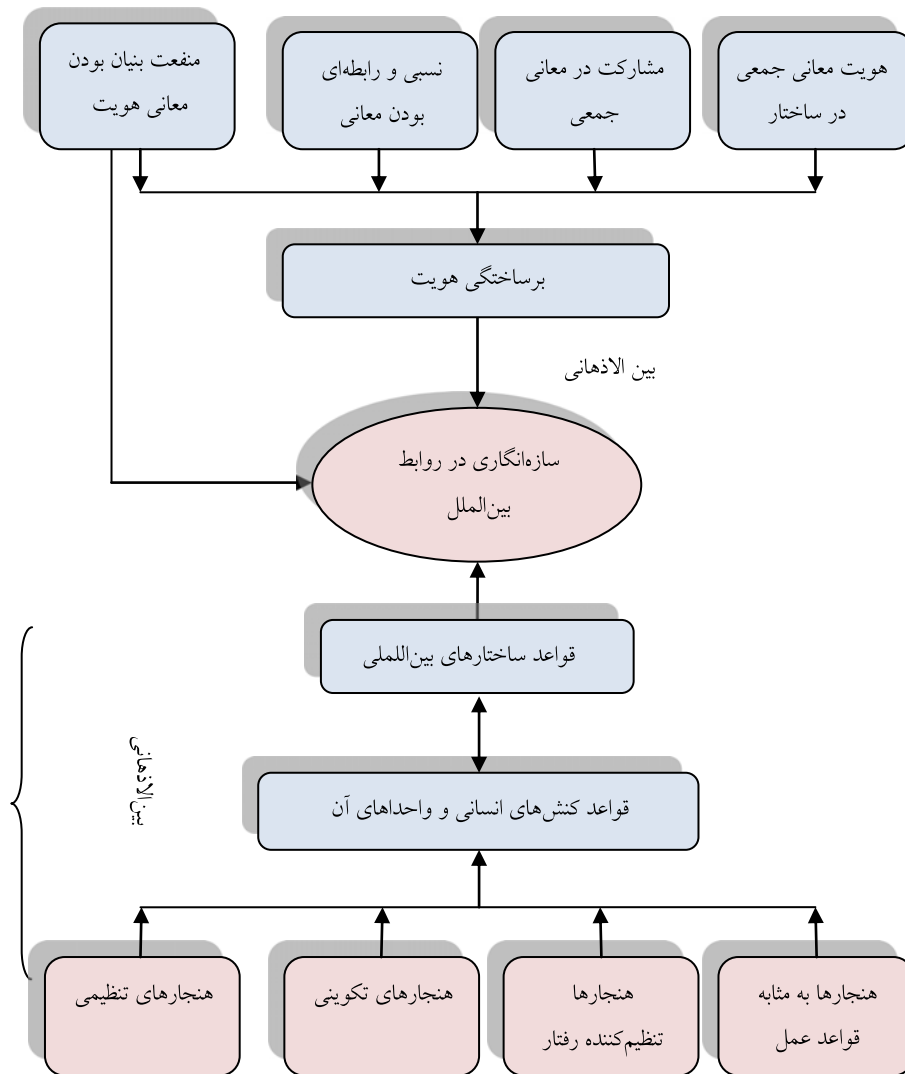 هویت معانی جمعی
در ساختار
مشارکت در معانی
جمعی
نسبی و رابطه‌ای
بودن معانی
منفعت بنیان بودن
معانی هویت
برساختگی هویت
بین الاذهانی
سازه‌انگاری در روابط
بین‌الملل
قواعد ساختارهای بین‌اللملی
بین‌الاذهانی
قواعد کنش‌های انسانی و واحداهای آن
هنجارها به مثابه
قواعد عمل
هنجارها
تنظیم‌کننده رفتار
هنجارهای تکوینی
هنجارهای تنظیمی